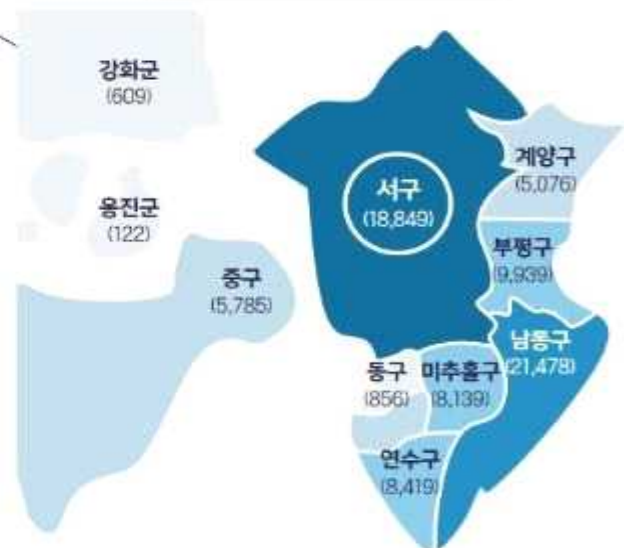 강화군
(609)
옹진군
(122)
중구
(5,785)
서구
(18,849)
계양구
(5,076)
부평구
(9,939)
남동구
(21,478)
동구
(856)
미추홀구
(8,139)
연수구
(8,419)